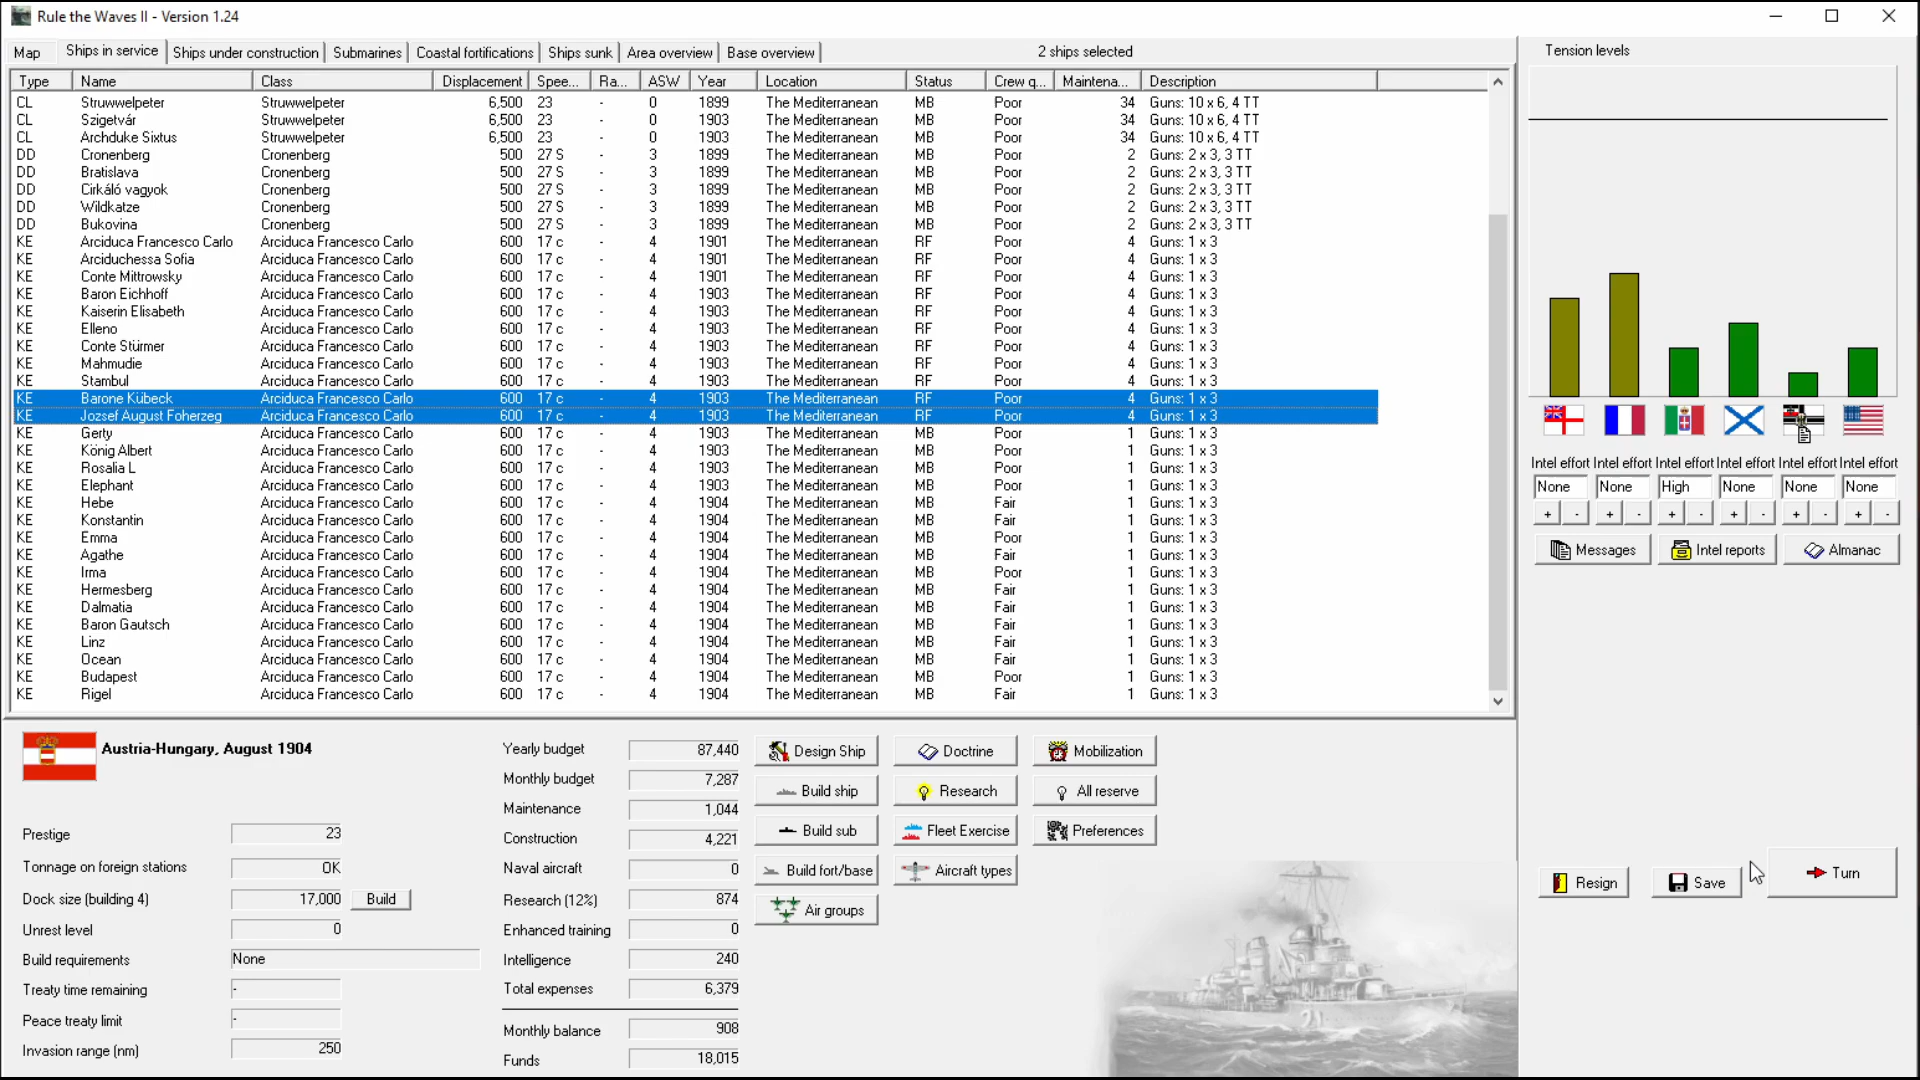 Rule the Waves II - Version 1.24
Map Ships in service Ships under construction Submarines Coastal fortifications Ships sunk Area overview Base overview 2 ships selected
Type Name Class Displacement Spee... Ra... ASW Year Location Status Crew q... Maintena... Description
CL Struwwelpeter Struwwelpeter 6,500 23 - 0 1899 The Mediterranean MB Poor 34 Guns: 10 x 6, 4 TT
CL Szigetvár Struwwelpeter 6,500 23 - 0 1903 The Mediterranean MB Poor 34 Guns: 10 x 6, 4 TT
CL Archduke Sixtus Struwwelpeter 6,500 23 - 0 1903 The Mediterranean MB Poor 34 Guns: 10 x 6, 4 TT
DD Cronenberg Cronenberg 500 27 S - 3 1899 The Mediterranean MB Poor 2 Guns: 2 x 3, 3 TT
DD Bratislava Cronenberg 500 27 S - 3 1899 The Mediterranean MB Poor 2 Guns: 2 x 3, 3 TT
DD Cirkáló vagyok Cronenberg 500 27 S - 3 1899 The Mediterranean MB Poor 2 Guns: 2 x 3, 3 TT
DD Wildkatze Cronenberg 500 27 S - 3 1899 The Mediterranean MB Poor 2 Guns: 2 x 3, 3 TT
DD Bukovina Cronenberg 500 27 S - 3 1899 The Mediterranean MB Poor 2 Guns: 2 x 3, 3 TT
KE Arciduca Francesco Carlo Arciduca Francesco Carlo 600 17 c - 4 1901 The Mediterranean RF Poor 4 Guns: 1 x 3
KE Arciduchessa Sofia Arciduca Francesco Carlo 600 17 c - 4 1901 The Mediterranean RF Poor 4 Guns: 1 x 3
KE Conte Mittrowsky Arciduca Francesco Carlo 600 17 c - 4 1901 The Mediterranean RF Poor 4 Guns: 1 x 3
KE Baron Eichhoff Arciduca Francesco Carlo 600 17 c - 4 1903 The Mediterranean RF Poor 4 Guns: 1 x 3
KE Kaiserin Elisabeth Arciduca Francesco Carlo 600 17 c - 4 1903 The Mediterranean RF Poor 4 Guns: 1 x 3
KE Elleno Arciduca Francesco Carlo 600 17 c - 4 1903 The Mediterranean RF Poor 4 Guns: 1 x 3
KE Conte Stürmer Arciduca Francesco Carlo 600 17 c - 4 1903 The Mediterranean RF Poor 4 Guns: 1 x 3
KE Mahmudie Arciduca Francesco Carlo 600 17 c - 4 1903 The Mediterranean RF Poor 4 Guns: 1 x 3
KE Stambul Arciduca Francesco Carlo 600 17 c - 4 1903 The Mediterranean RF Poor 4 Guns: 1 x 3
KE Barone Kübeck Arciduca Francesco Carlo 600 17 c - 4 1903 The Mediterranean RF Poor 4 Guns: 1 x 3
KE Jozsef August Foherzeg Arciduca Francesco Carlo 600 17 c - 4 1903 The Mediterranean RF Poor 4 Guns: 1 x 3
KE Gerty Arciduca Francesco Carlo 600 17 c - 4 1903 The Mediterranean MB Poor 1 Guns: 1 x 3
KE König Albert Arciduca Francesco Carlo 600 17 c - 4 1903 The Mediterranean MB Poor 1 Guns: 1 x 3
KE Rosalia L Arciduca Francesco Carlo 600 17 c - 4 1903 The Mediterranean MB Poor 1 Guns: 1 x 3
KE Elephant Arciduca Francesco Carlo 600 17 c - 4 1903 The Mediterranean MB Poor 1 Guns: 1 x 3
KE Hebe Arciduca Francesco Carlo 600 17 c - 4 1904 The Mediterranean MB Fair 1 Guns: 1 x 3
KE Konstantin Arciduca Francesco Carlo 600 17 c - 4 1904 The Mediterranean MB Fair 1 Guns: 1 x 3
KE Emma Arciduca Francesco Carlo 600 17 c - 4 1904 The Mediterranean MB Poor 1 Guns: 1 x 3
KE Agathe Arciduca Francesco Carlo 600 17 c - 4 1904 The Mediterranean MB Fair 1 Guns: 1 x 3
KE Irma Arciduca Francesco Carlo 600 17 c - 4 1904 The Mediterranean MB Poor 1 Guns: 1 x 3
KE Hermesberg Arciduca Francesco Carlo 600 17 c - 4 1904 The Mediterranean MB Fair 1 Guns: 1 x 3
KE Dalmatia Arciduca Francesco Carlo 600 17 c - 4 1904 The Mediterranean MB Fair 1 Guns: 1 x 3
KE Baron Gautsch Arciduca Francesco Carlo 600 17 c - 4 1904 The Mediterranean MB Fair 1 Guns: 1 x 3
KE Linz Arciduca Francesco Carlo 600 17 c - 4 1904 The Mediterranean MB Fair 1 Guns: 1 x 3
KE Ocean Arciduca Francesco Carlo 600 17 c - 4 1904 The Mediterranean MB Fair 1 Guns: 1 x 3
KE Budapest Arciduca Francesco Carlo 600 17 c - 4 1904 The Mediterranean MB Poor 1 Guns: 1 x 3
KE Rigel Arciduca Francesco Carlo 600 17 c - 4 1904 The Mediterranean MB Fair 1 Guns: 1 x 3
Tension levels
Intel effort Intel effort Intel effort Intel effort Intel effort Intel effort
None None High None None None
+ - + - + - + - + - + -
Messages Intel reports Almanac
Austria-Hungary, August 1904
Prestige 23
Tonnage on foreign stations OK
Dock size (building 4) 17,000 Build
Unrest level 0
Build requirements None
Treaty time remaining -
Peace treaty limit -
Invasion range (nm) 250
Yearly budget 87,440
Monthly budget 7,287
Maintenance 1,044
Construction 4,221
Naval aircraft 0
Research (12%) 874
Enhanced training 0
Intelligence 240
Total expenses 6,379
Monthly balance 908
Funds 18,015
Design Ship Doctrine Mobilization
Build ship Research All reserve
Build sub Fleet Exercise Preferences
Build fort/base Aircraft types
Air groups
21
Resign Save Turn